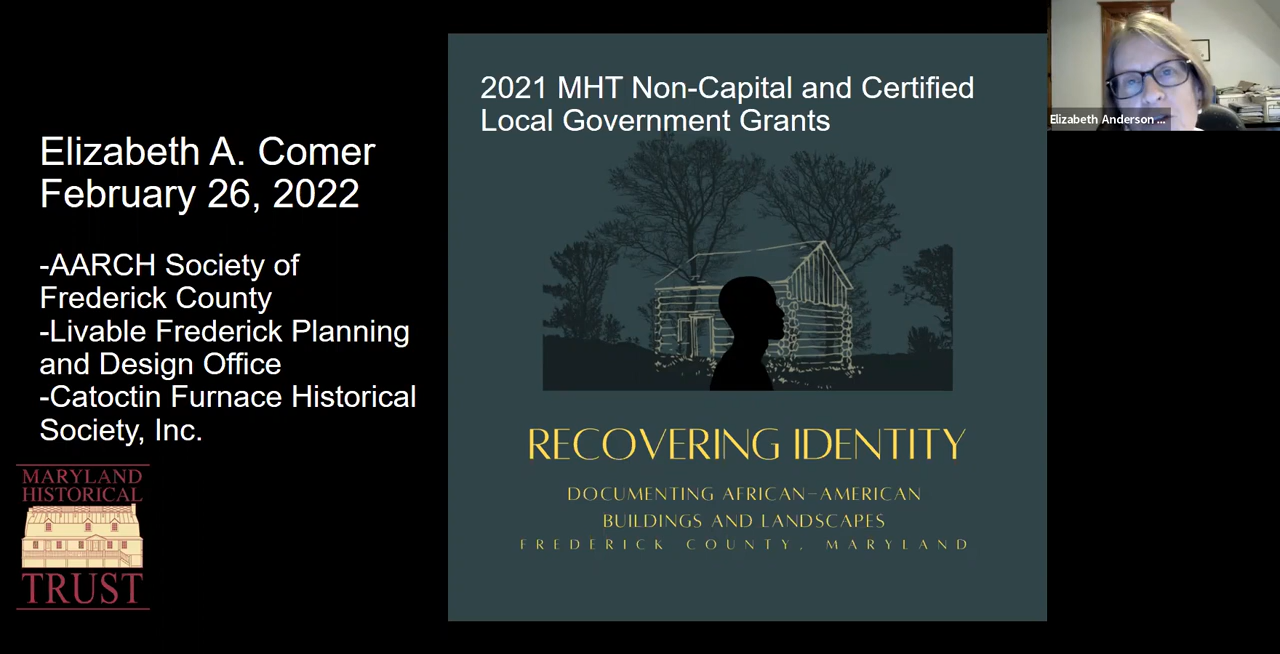 Elizabeth A. Comer
February 26, 2022
-AARCH Society of
Frederick County
-Livable Frederick Planning
and Design Office
-Catoctin Furnace Historical
Society, Inc.
MARYLAND
HISTORICAL
TRUST
2021 MHT Non-Capital and Certified
Local Government Grants
RECOVERING IDENTITY
DOCUMENTING AFRICAN-AMERICAN
BUILDINGS AND LANDSCAPES
FREDERICK COUNTY, MARYLAND
Elizabeth Anderson ...